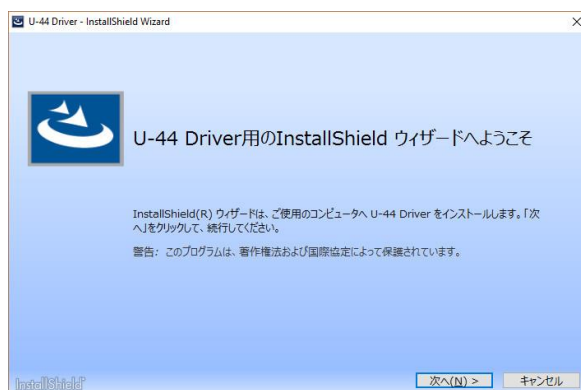 U-44 Driver - InstallShield Wizard
U-44 Driver用のInstallShield ウィザードへようこそ
InstallShield(R) ウィザードは、ご使用のコンピュータへ U-44 Driver をインストールします。「次
へ」をクリックして、続行してください。
警告: このプログラムは、著作権法および国際協定によって保護されています。
InstallShield
次へ(N) > キャンセル